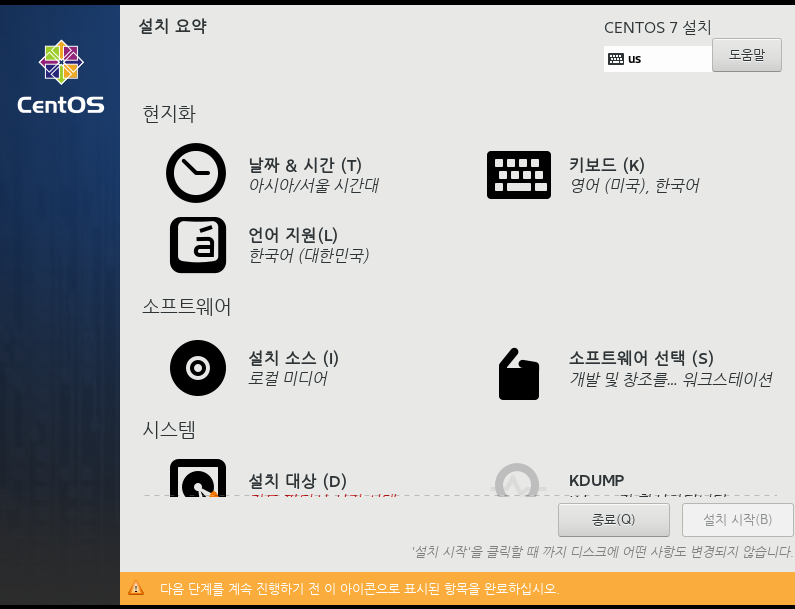 설치 요약
CENTOS 7 설치
us
도움말
CentOS
현지화
날짜 & 시간 (T)
아시아/서울 시간대
키보드 (K)
영어 (미국), 한국어
언어 지원(L)
한국어 (대한민국)
소프트웨어
설치 소스 (I)
로컬 미디어
소프트웨어 선택 (S)
개발 및 창조를... 워크스테이션
시스템
설치 대상 (D)
KDUMP
종료(Q)
설치 시작(B)
'설치 시작'을 클릭할 때 까지 디스크에 어떤 사항도 변경되지 않습니다.
다음 단계를 계속 진행하기 전 이 아이콘으로 표시된 항목을 완료하십시오.